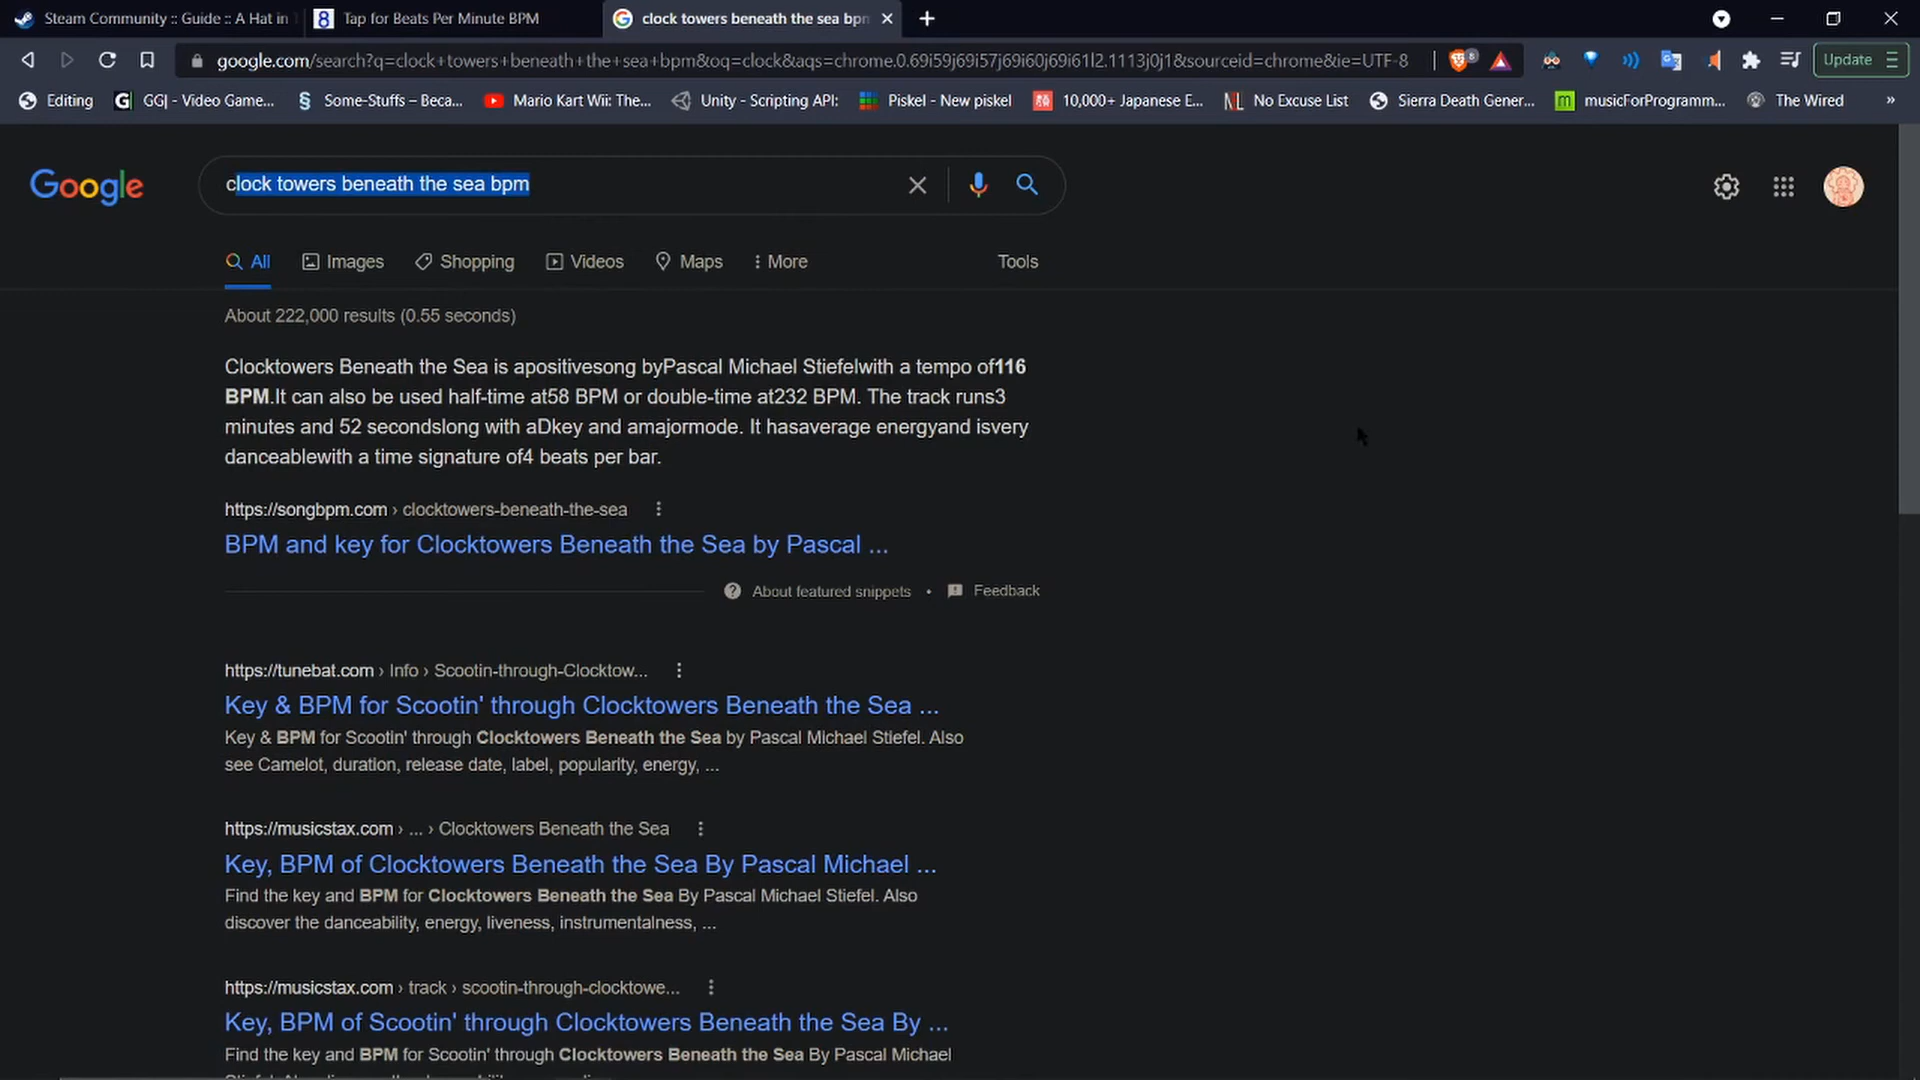 Steam Community :: Guide :: A Hat in
8 Tap for Beats Per Minute BPM
clock towers beneath the sea bpm
google.com/search?q=clock+towers+beneath+the+sea+bpm&oq=clock&aqs=chrome.0.69i59j69i57j69i60j69i61l2.1113j0j1&sourceid=chrome&ie=UTF-8
Update
Editing
GGJ - Video Game...
Some-Stuffs – Beca...
Mario Kart Wii: The...
Unity - Scripting API:
Piskel - New piskel
10,000+ Japanese E...
No Excuse List
Sierra Death Gener...
musicForProgramm...
The Wired
»
Google
clock towers beneath the sea bpm
All
Images
Shopping
Videos
Maps
More
Tools
About 222,000 results (0.55 seconds)
Clocktowers Beneath the Sea is apositivesong byPascal Michael Stiefelwith a tempo of116
BPM.It can also be used half-time at58 BPM or double-time at232 BPM. The track runs3
minutes and 52 secondslong with aDkey and amajormode. It hasaverage energyand isvery
danceablewith a time signature of4 beats per bar.
https://songbpm.com › clocktowers-beneath-the-sea
BPM and key for Clocktowers Beneath the Sea by Pascal ...
About featured snippets • Feedback
https://tunebat.com › Info › Scootin-through-Clocktow...
Key & BPM for Scootin' through Clocktowers Beneath the Sea ...
Key & BPM for Scootin' through Clocktowers Beneath the Sea by Pascal Michael Stiefel. Also
see Camelot, duration, release date, label, popularity, energy, ...
https://musicstax.com › ... › Clocktowers Beneath the Sea
Key, BPM of Clocktowers Beneath the Sea By Pascal Michael ...
Find the key and BPM for Clocktowers Beneath the Sea By Pascal Michael Stiefel. Also
discover the danceability, energy, liveness, instrumentalness, ...
https://musicstax.com › track › scootin-through-clocktowe...
Key, BPM of Scootin' through Clocktowers Beneath the Sea By ...
Find the key and BPM for Scootin' through Clocktowers Beneath the Sea By Pascal Michael